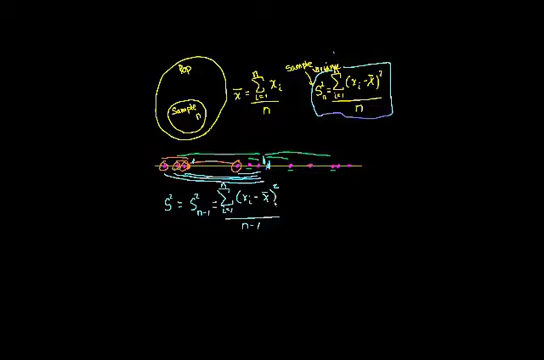 Pop
Sample
n
x̄ = Σ_{i=1}^{n} x_i / n
Sample variance
S_n^2 = Σ_{i=1}^{n} (x_i - x̄)^2 / n
S^2 = S_{n-1}^2 = Σ_{i=1}^{n} (x_i - x̄)^2 / n-1